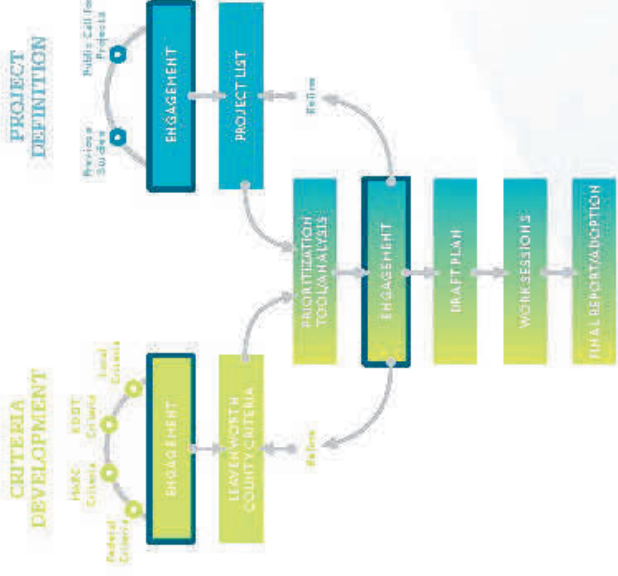 CRITERIA
DEVELOPMENT
Federal
Criteria
MARC
Criteria
KDOT
Criteria
Local
Criteria
ENGAGEMENT
LEAVENWORTH
COUNTY CRITERIA
Refine
PROJECT
DEFINITION
Previous
Studies
Public Call for
Projects
ENGAGEMENT
PROJECT LIST
Refine
PRIORITIZATION
TOOL/ANALYSIS
ENGAGEMENT
DRAFT PLAN
WORK SESSIONS
FINAL REPORT/ADOPTION